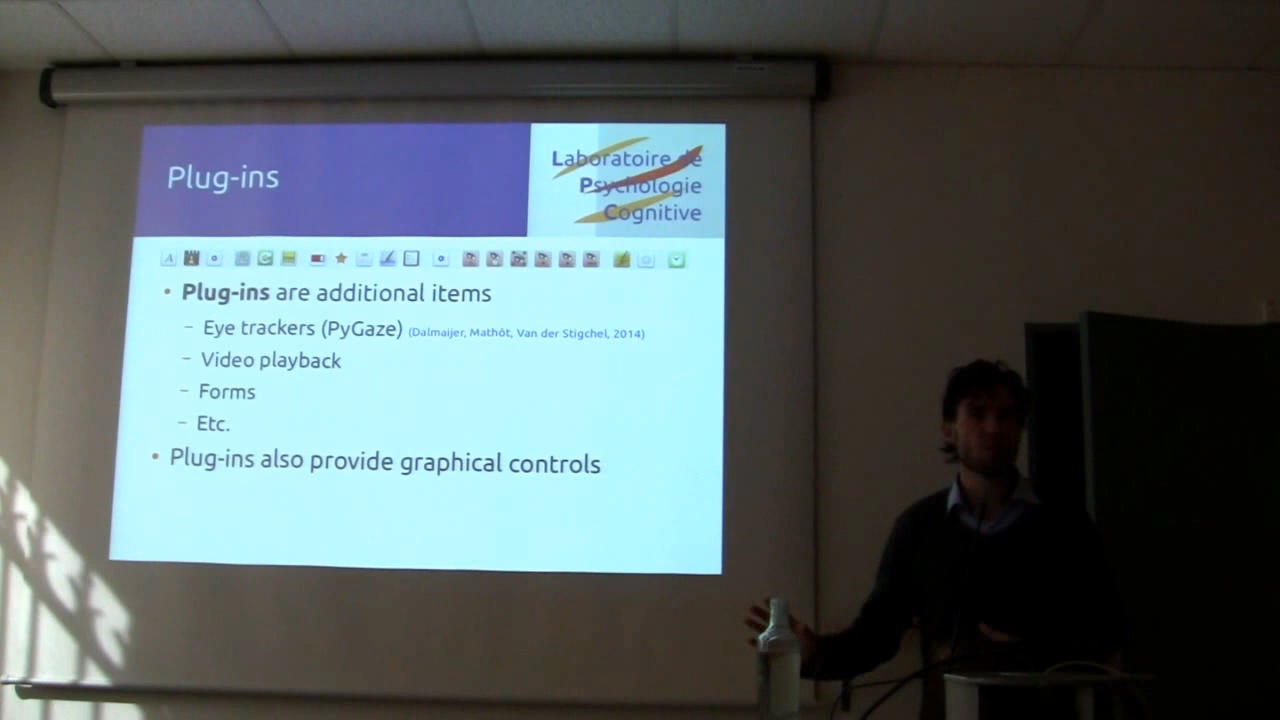 Plug-ins
Laboratoire de
Psychologie
Cognitive
• Plug-ins are additional items
– Eye trackers (PyGaze) (Dalmaijer, Mathôt, Van der Stigchel, 2014)
– Video playback
– Forms
– Etc.
• Plug-ins also provide graphical controls